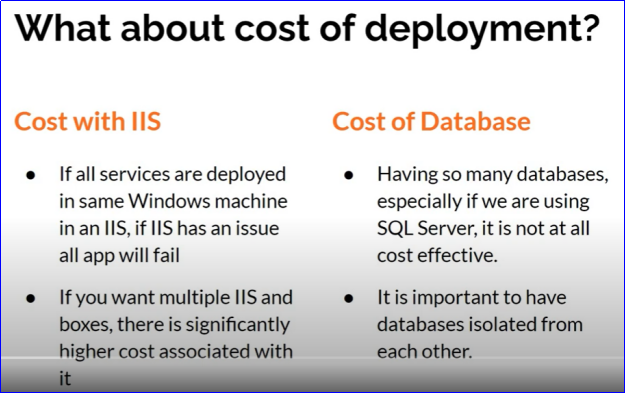 What about cost of deployment?
Cost with IIS
● If all services are deployed
in same Windows machine
in an IIS, if IIS has an issue
all app will fail
● If you want multiple IIS and
boxes, there is significantly
higher cost associated with
it
Cost of Database
● Having so many databases,
especially if we are using
SQL Server, it is not at all
cost effective.
● It is important to have
databases isolated from
each other.